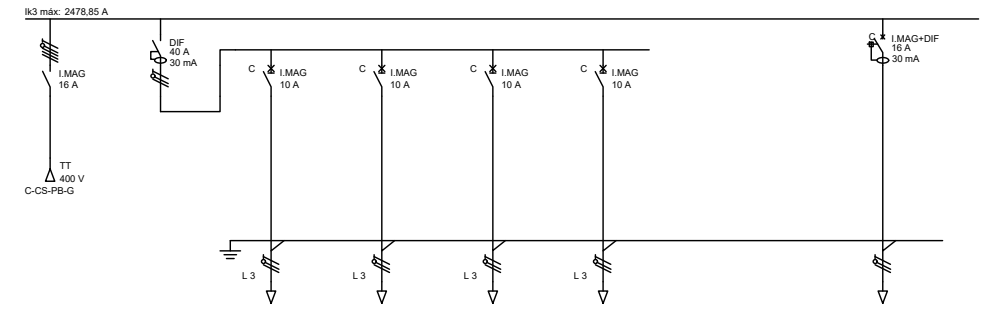 Ik3 máx: 2478,85 A
I.MAG
16 A
TT
400 V
C-CS-PB-G
DIF
40 A
30 mA
C
I.MAG
10 A
L 3
C
I.MAG
10 A
L 3
C
I.MAG
10 A
L 3
C
I.MAG
10 A
L 3
C
I.MAG+DIF
16 A
30 mA